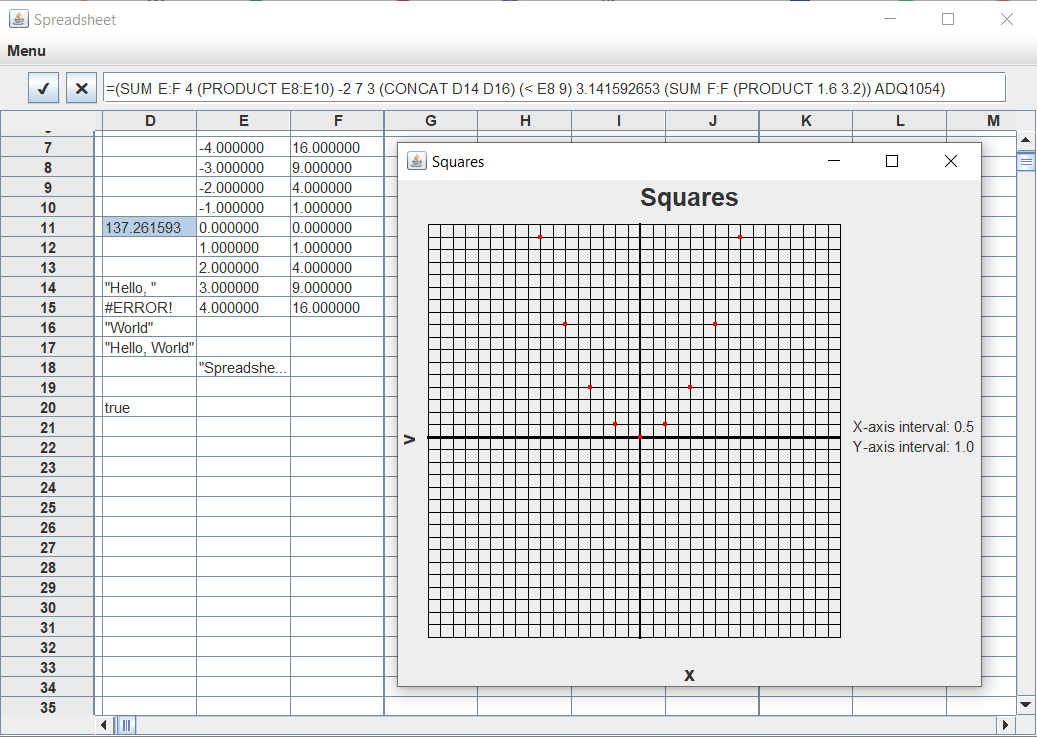 Spreadsheet
Menu
=(SUM E:F 4 (PRODUCT E8:E10) -2 7 3 (CONCAT D14 D16) (< E8 9) 3.141592653 (SUM F:F (PRODUCT 1.6 3.2)) ADQ1054)
D E F G H I J K L M
7 -4.000000 16.000000
8 -3.000000 9.000000
9 -2.000000 4.000000
10 -1.000000 1.000000
11 137.261593 0.000000 0.000000
12 1.000000 1.000000
13 2.000000 4.000000
14 "Hello, " 3.000000 9.000000
15 #ERROR! 4.000000 16.000000
16 "World"
17 "Hello, World"
18 "Spreadshe...
19
20 true
21
22
23
24
25
26
27
28
29
30
31
32
33
34
35
Squares
Squares
X-axis interval: 0.5
Y-axis interval: 1.0
x